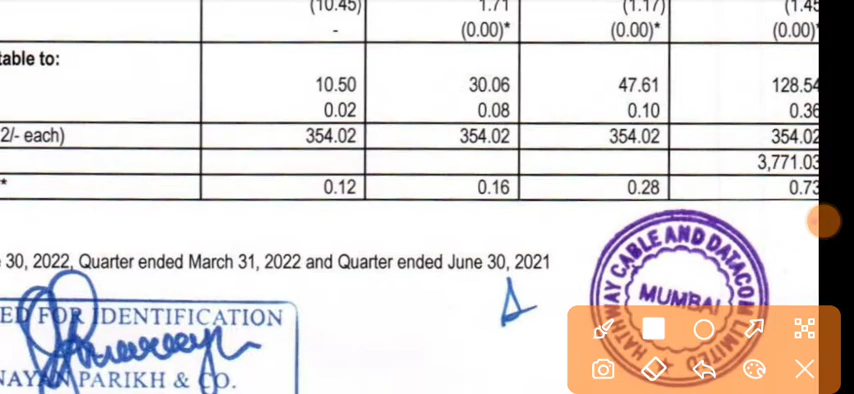 (10.45) 1.71 (1.17) (1.45
- (0.00)* (0.00)* (0.00)*
table to:
10.50 30.06 47.61 128.54
0.02 0.08 0.10 0.36
2/- each) 354.02 354.02 354.02 354.02
3,771.03
* 0.12 0.16 0.28 0.73
30, 2022, Quarter ended March 31, 2022 and Quarter ended June 30, 2021
HATHWAY CABLE AND DATACOM LIMITED
MUMBAI
ED FOR IDENTIFICATION
NAYAN PARIKH & CO.